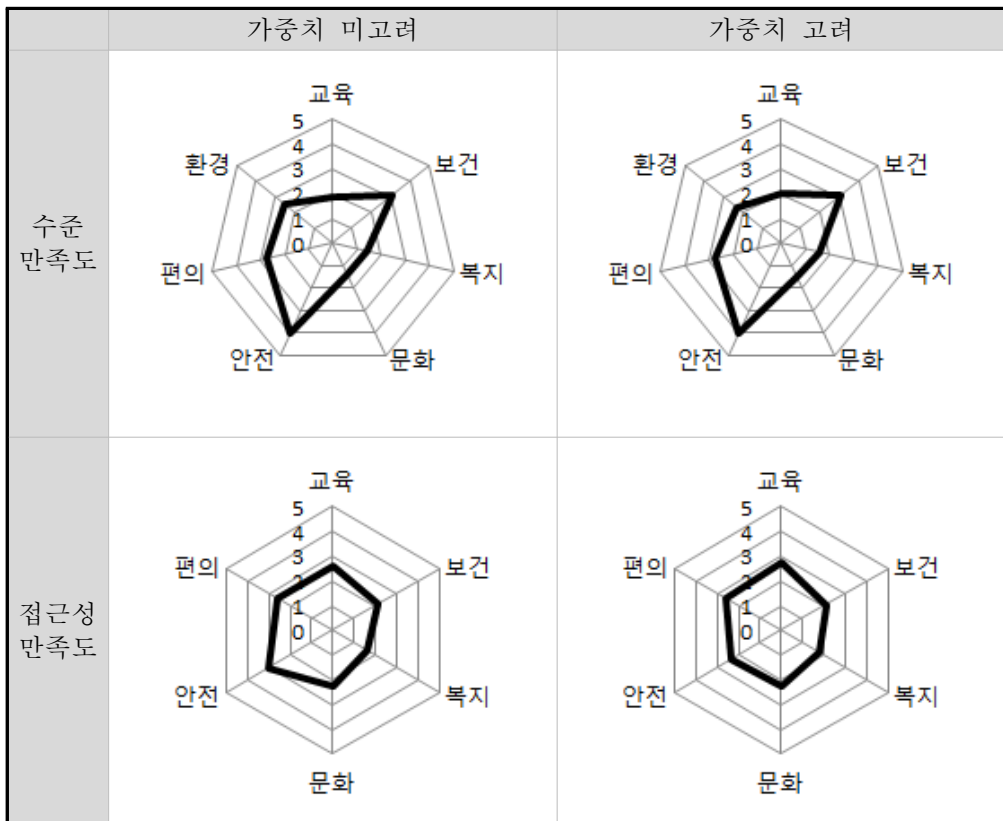 가중치 미고려
가중치 고려
수준
만족도
교육
보건
복지
문화
안전
편의
환경
5
4
3
2
1
0
교육
보건
복지
문화
안전
편의
환경
5
4
3
2
1
0
접근성
만족도
교육
보건
복지
문화
안전
편의
5
4
3
2
1
0
교육
보건
복지
문화
안전
편의
5
4
3
2
1
0